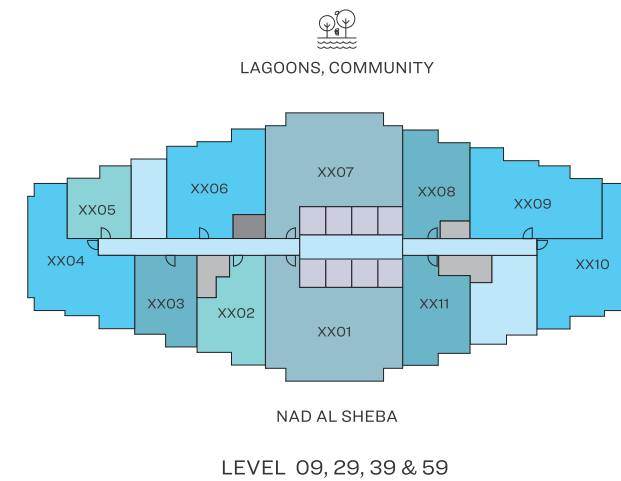 LAGOONS, COMMUNITY
XX07
XX06
XX08
XX05
XX09
XX04
XX10
XX03
XX02
XX01
XX11
NAD AL SHEBA
LEVEL 09, 29, 39 & 59